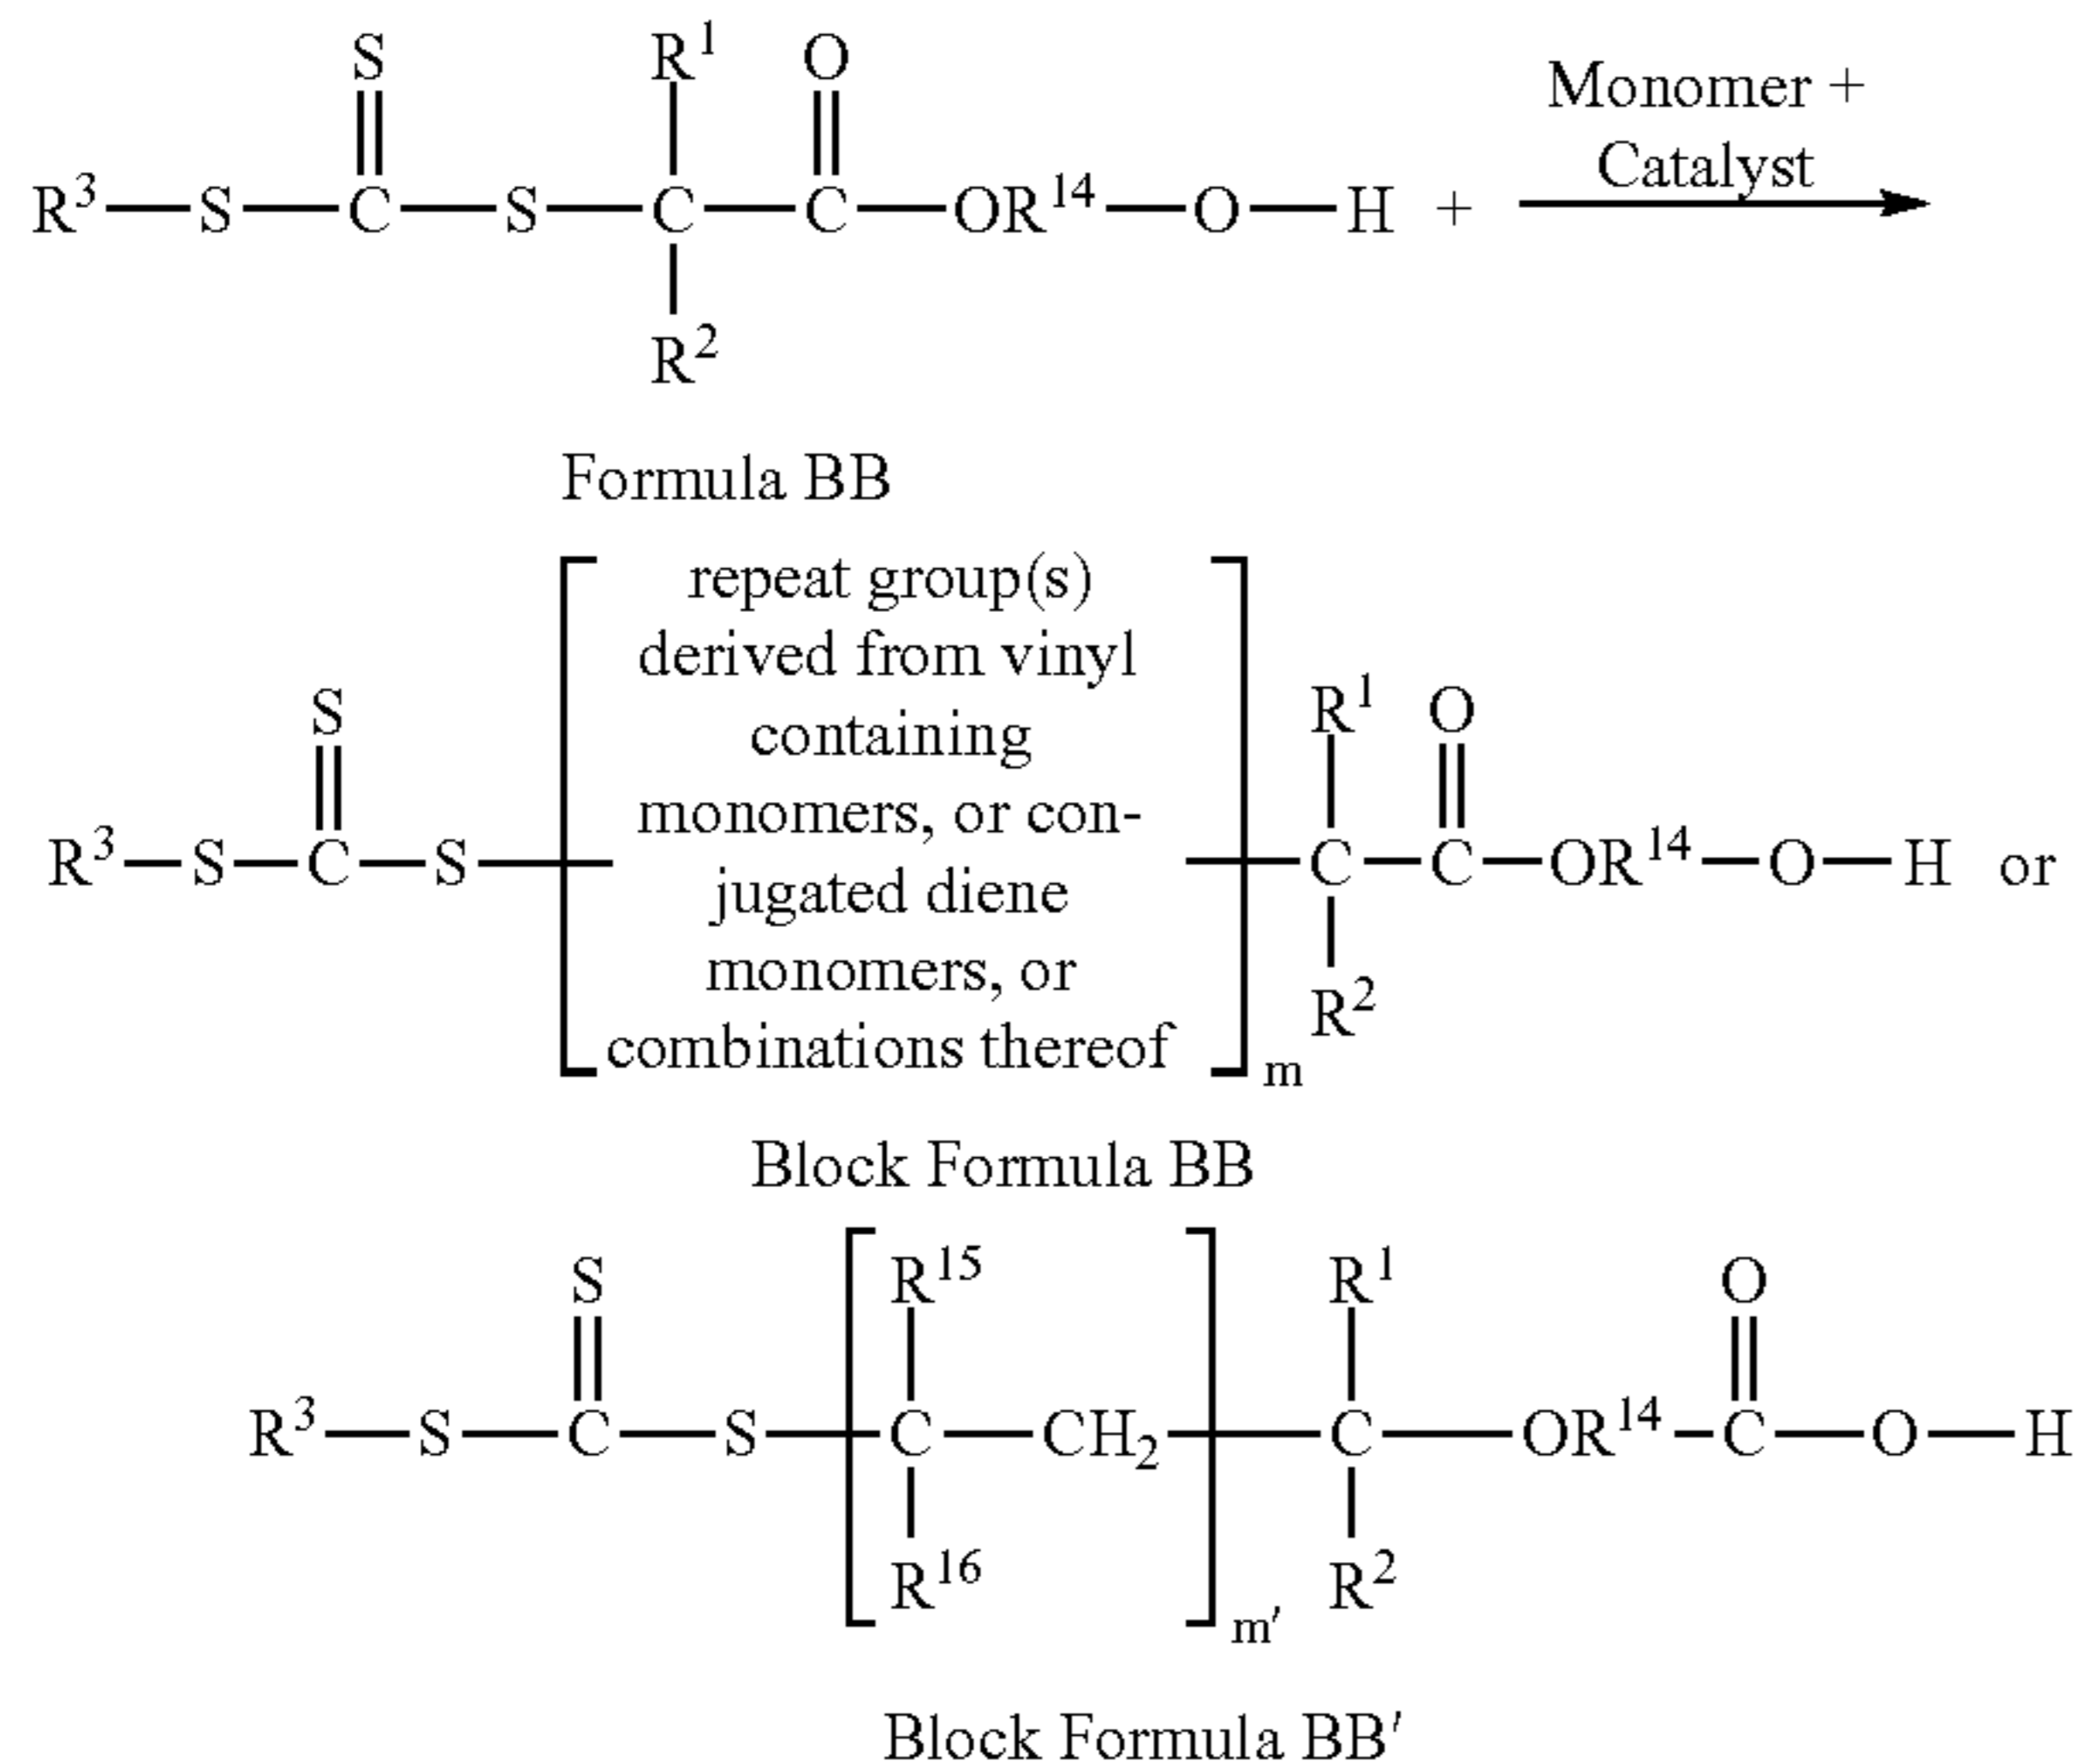 S R¹ O
Monomer +
Catalyst
R³—S—C—S—C—C—OR¹⁴—O—H +
R²
Formula BB
repeat group(s)
derived from vinyl
containing
monomers, or con-
jugated diene
monomers, or
combinations thereof
S R¹ O
R³—S—C—S— —C—C—OR¹⁴—O—H or
R²
m
Block Formula BB
S R¹⁵ R¹ O
R³—S—C—S—C—CH₂—C—OR¹⁴—C—O—H
R¹⁶ R²
m′
Block Formula BB′